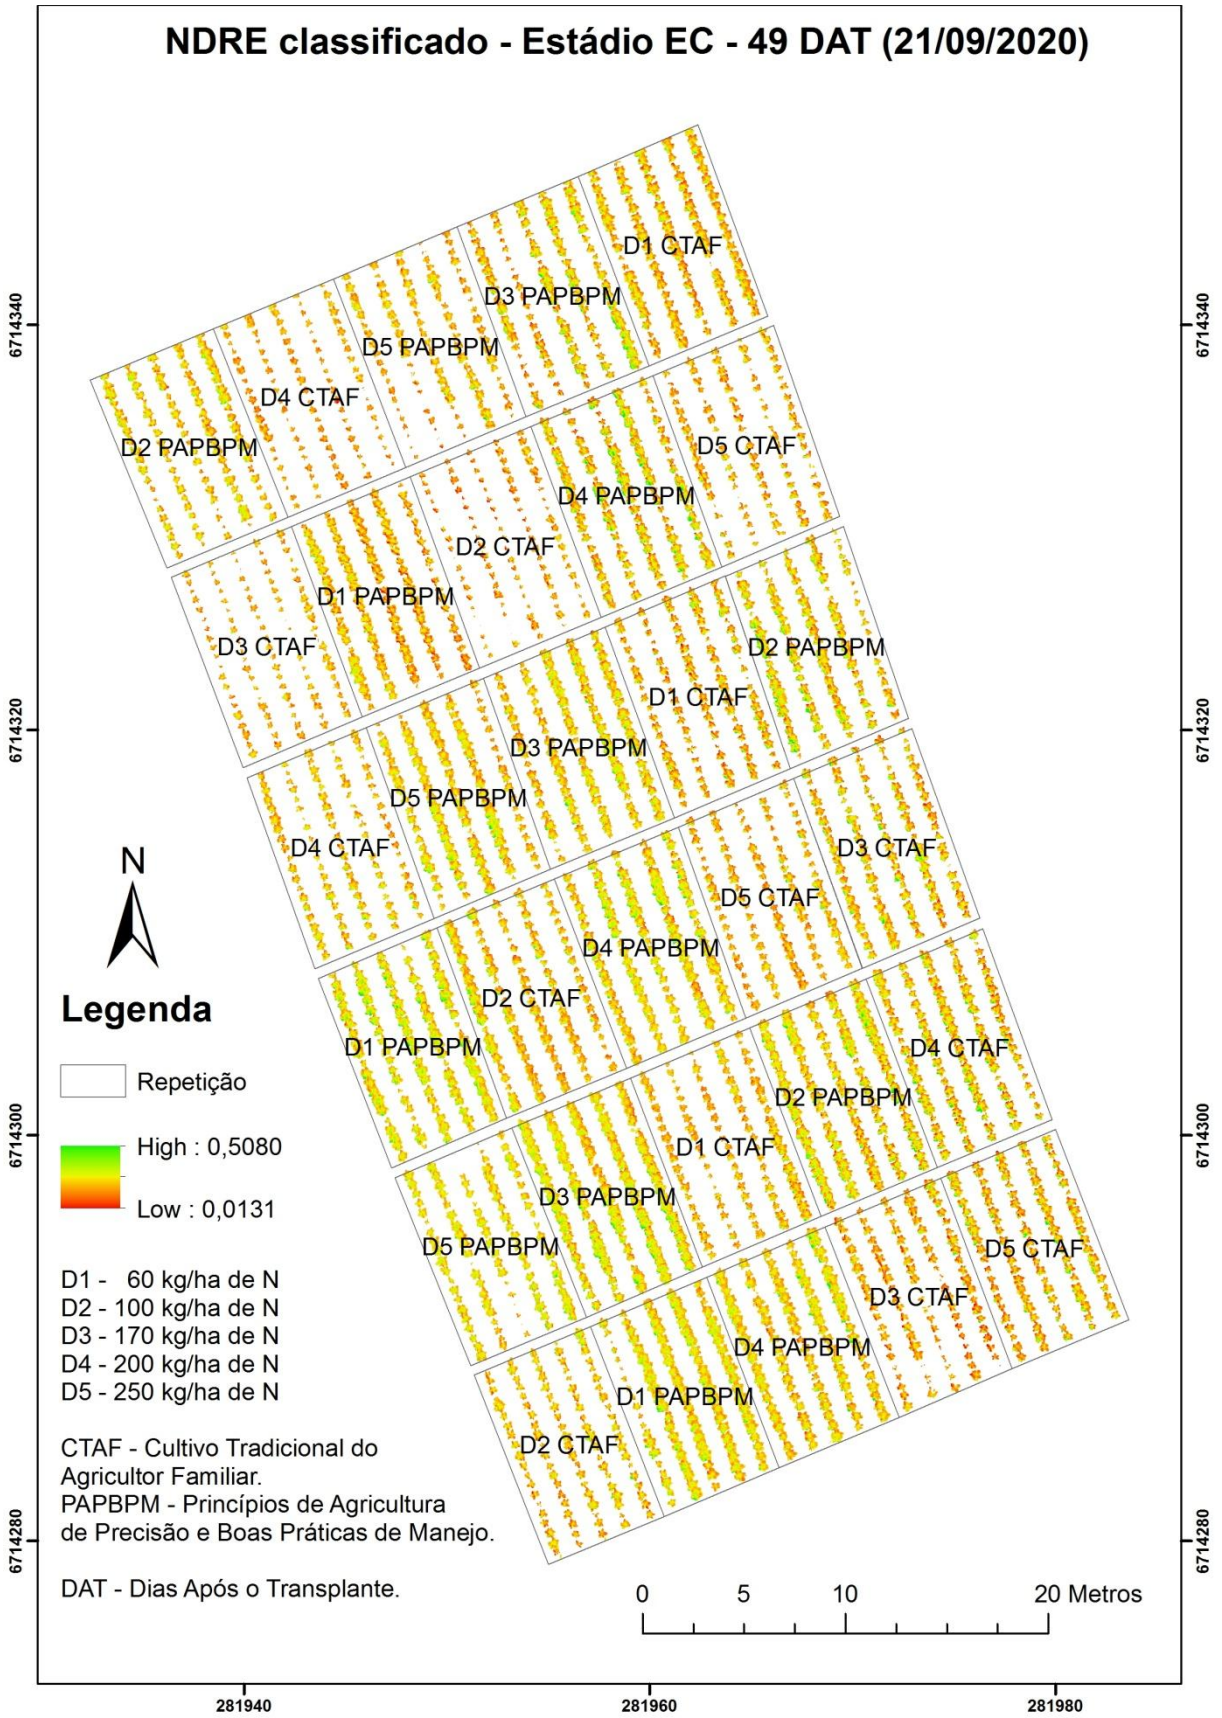 NDRE classificado - Estádio EC - 49 DAT (21/09/2020)
D1 CTAF
D3 PAPBPM
D5 PAPBPM
D4 CTAF
D2 PAPBPM
D5 CTAF
D4 PAPBPM
D2 CTAF
D1 PAPBPM
D3 CTAF
D2 PAPBPM
D1 CTAF
D3 PAPBPM
D5 PAPBPM
D4 CTAF
D3 CTAF
D5 CTAF
D4 PAPBPM
D2 CTAF
D1 PAPBPM
D4 CTAF
D2 PAPBPM
D1 CTAF
D3 PAPBPM
D5 PAPBPM
D5 CTAF
D3 CTAF
D4 PAPBPM
D1 PAPBPM
D2 CTAF
6714340
6714320
6714300
6714280
6714340
6714320
6714300
6714280
N
Legenda
Repetição
High : 0,5080
Low : 0,0131
D1 - 60 kg/ha de N
D2 - 100 kg/ha de N
D3 - 170 kg/ha de N
D4 - 200 kg/ha de N
D5 - 250 kg/ha de N
CTAF - Cultivo Tradicional do
Agricultor Familiar.
PAPBPM - Princípios de Agricultura
de Precisão e Boas Práticas de Manejo.
DAT - Dias Após o Transplante.
0 5 10 20 Metros
281940 281960 281980